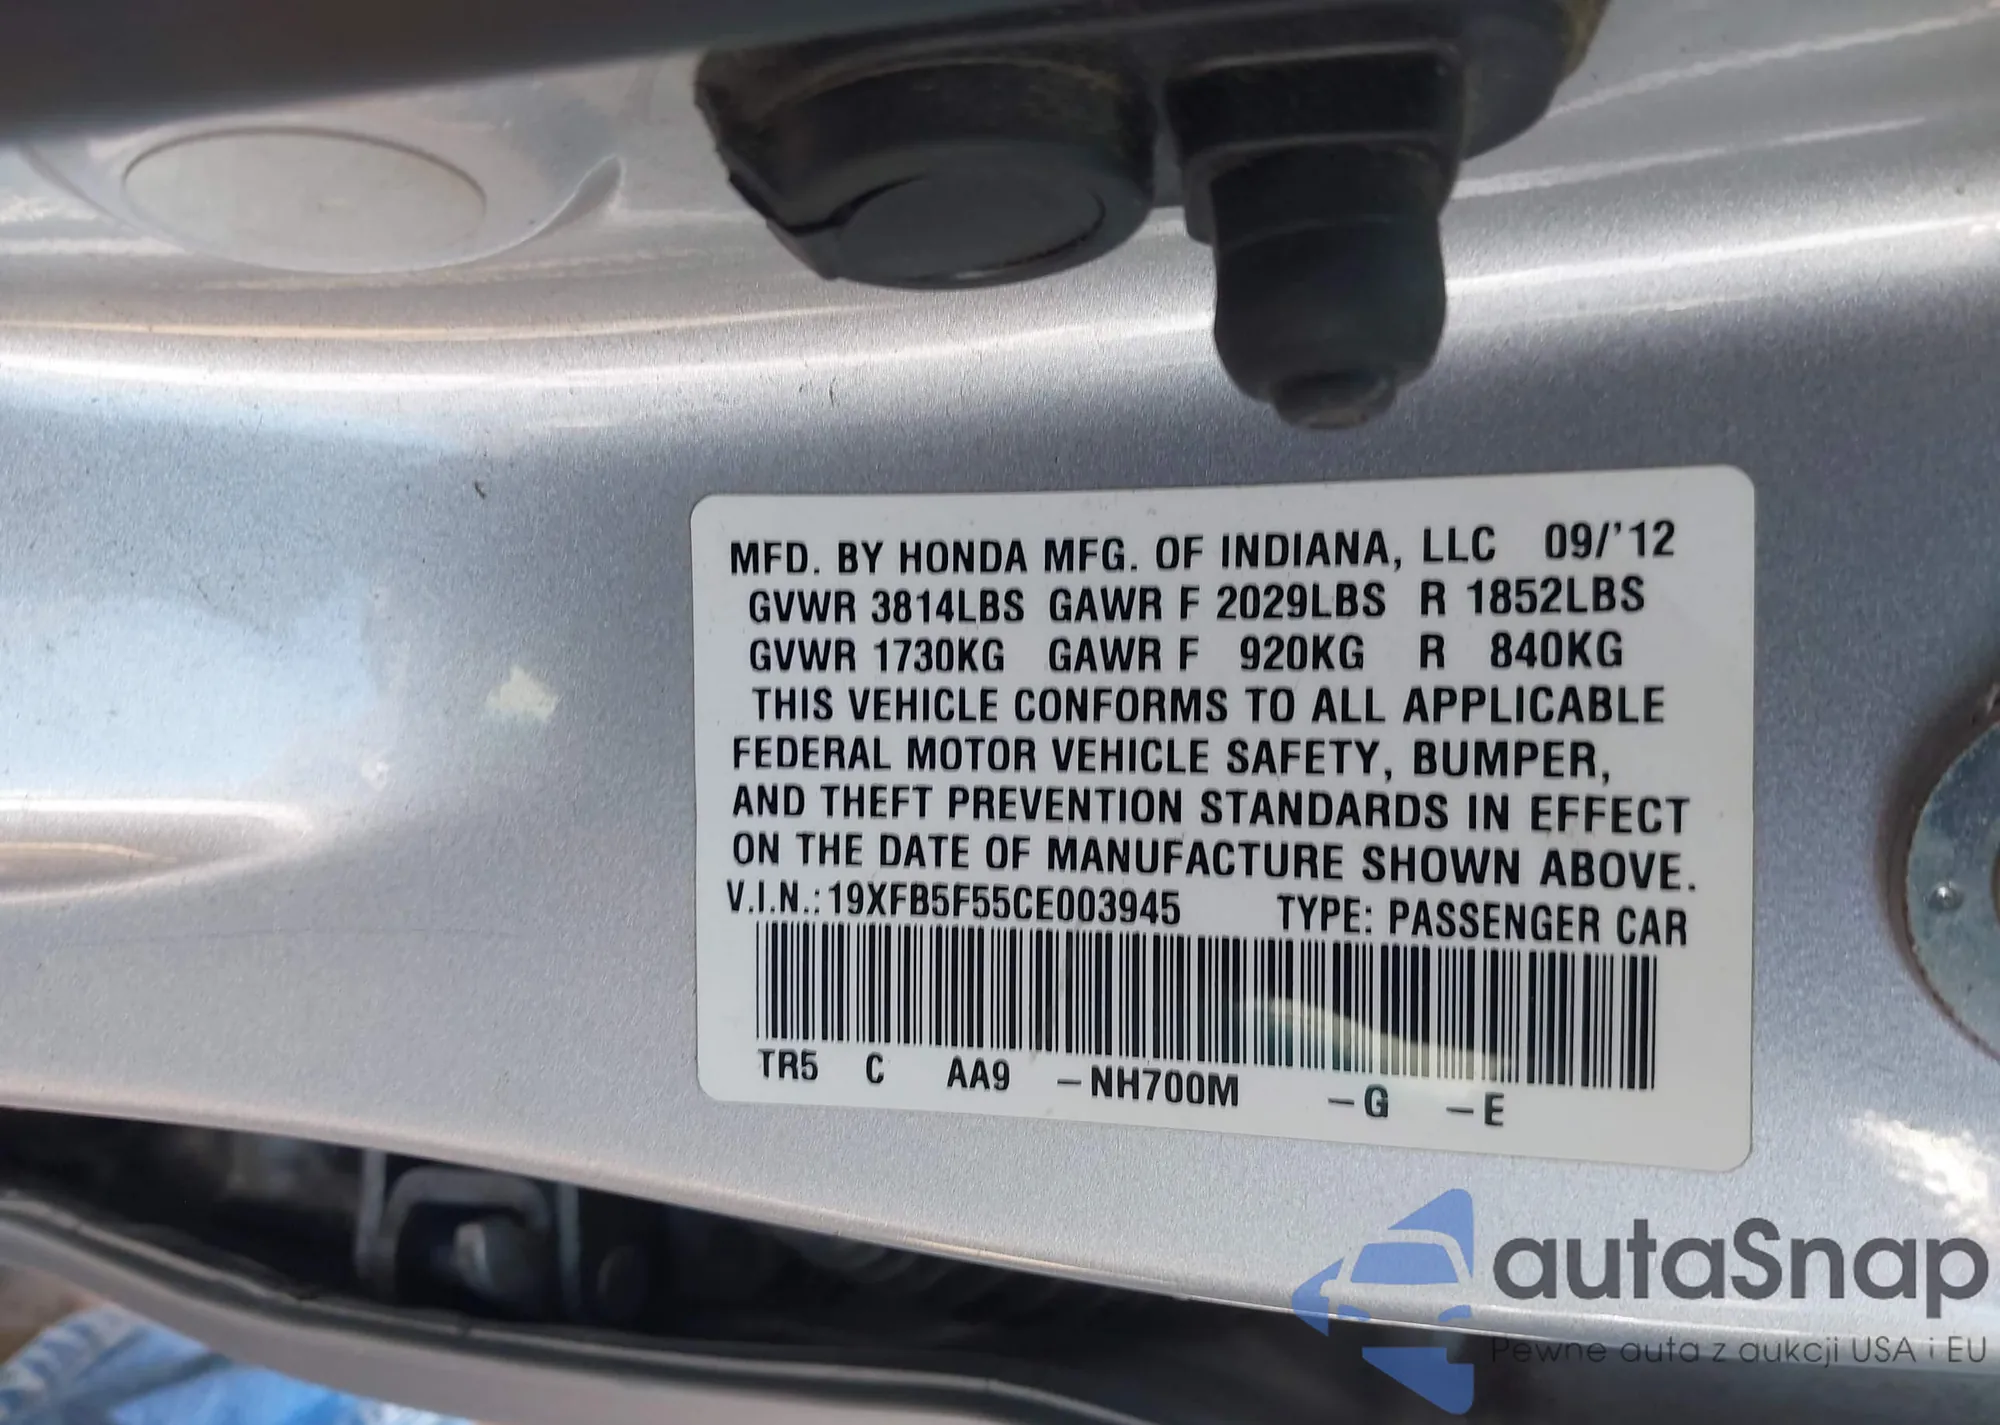 MFD. BY HONDA MFG. OF INDIANA, LLC 09/'12
GVWR 3814LBS GAWR F 2029LBS R 1852LBS
GVWR 1730KG GAWR F 920KG R 840KG
THIS VEHICLE CONFORMS TO ALL APPLICABLE
FEDERAL MOTOR VEHICLE SAFETY, BUMPER,
AND THEFT PREVENTION STANDARDS IN EFFECT
ON THE DATE OF MANUFACTURE SHOWN ABOVE.
V.I.N.: 19XFB5F55CE003945 TYPE: PASSENGER CAR
TR5 C AA9 -NH700M -G -E
autaSnap
Pewne auta z aukcji USA i EU